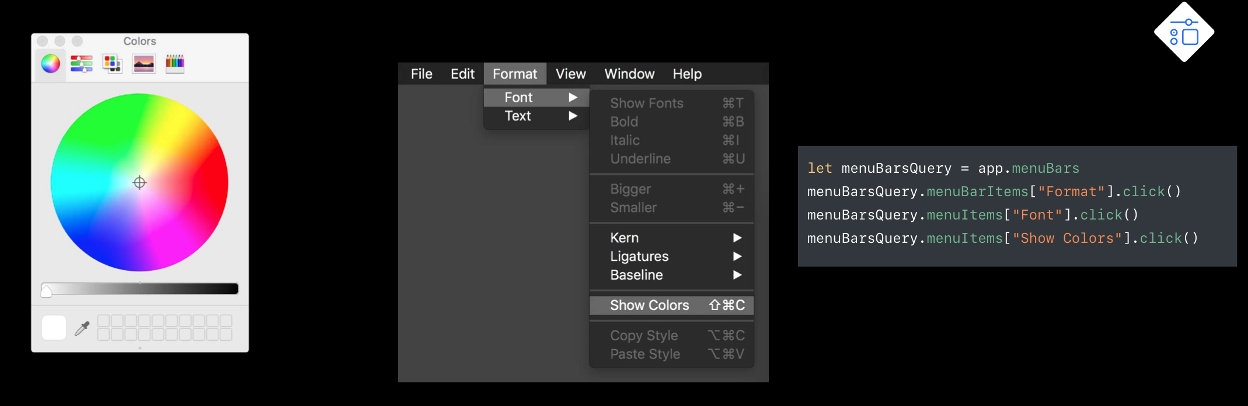 Colors
File Edit Format View Window Help
Font ▶
Text ▶
Show Fonts ⌘T
Bold ⌘B
Italic ⌘I
Underline ⌘U
Bigger ⌘+
Smaller ⌘−
Kern ▶
Ligatures ▶
Baseline ▶
Show Colors ⇧⌘C
Copy Style ⌥⌘C
Paste Style ⌥⌘V
let menuBarsQuery = app.menuBars
menuBarsQuery.menuBarItems["Format"].click()
menuBarsQuery.menuItems["Font"].click()
menuBarsQuery.menuItems["Show Colors"].click()